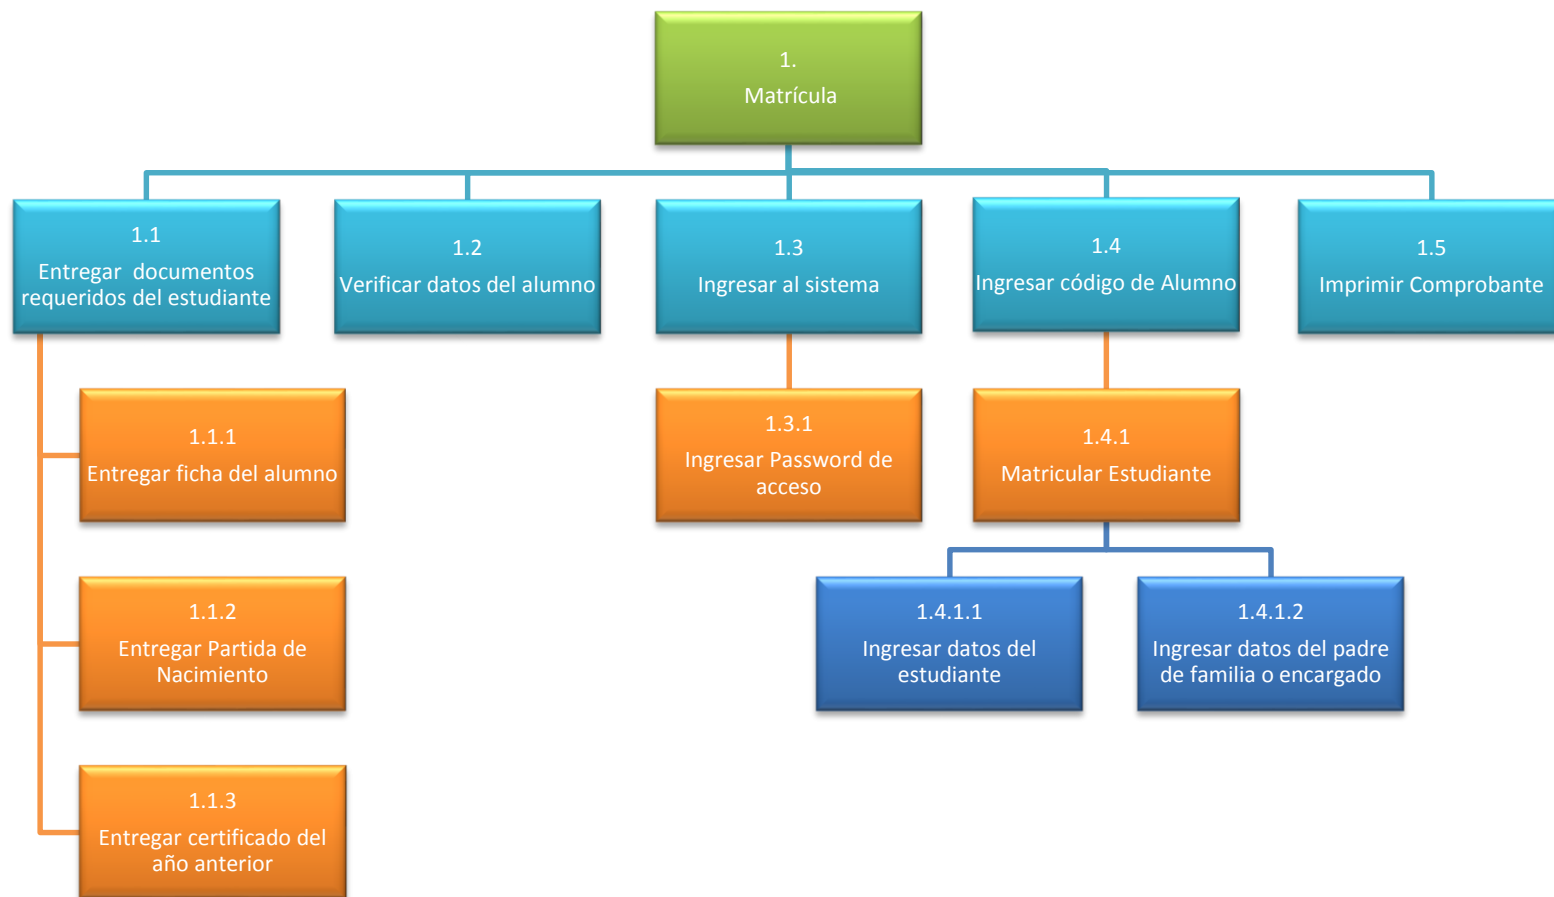 1.
Matrícula
1.1
Entregar documentos
requeridos del estudiante
1.2
Verificar datos del alumno
1.3
Ingresar al sistema
1.4
Ingresar código de Alumno
1.5
Imprimir Comprobante
1.1.1
Entregar ficha del alumno
1.3.1
Ingresar Password de
acceso
1.4.1
Matricular Estudiante
1.1.2
Entregar Partida de
Nacimiento
1.4.1.1
Ingresar datos del
estudiante
1.4.1.2
Ingresar datos del padre
de familia o encargado
1.1.3
Entregar certificado del
año anterior